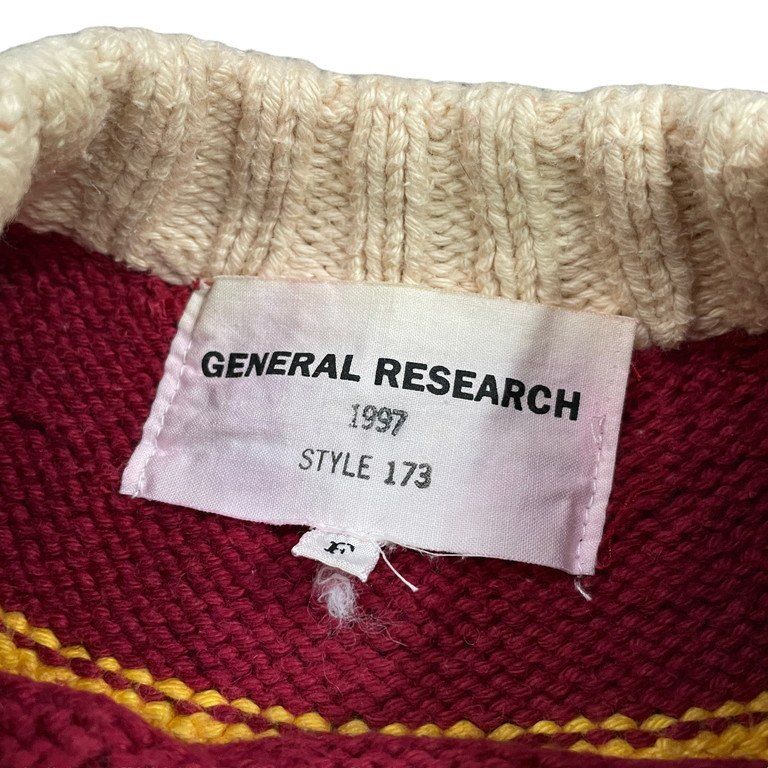 GENERAL RESEARCH
1997
STYLE 173
F